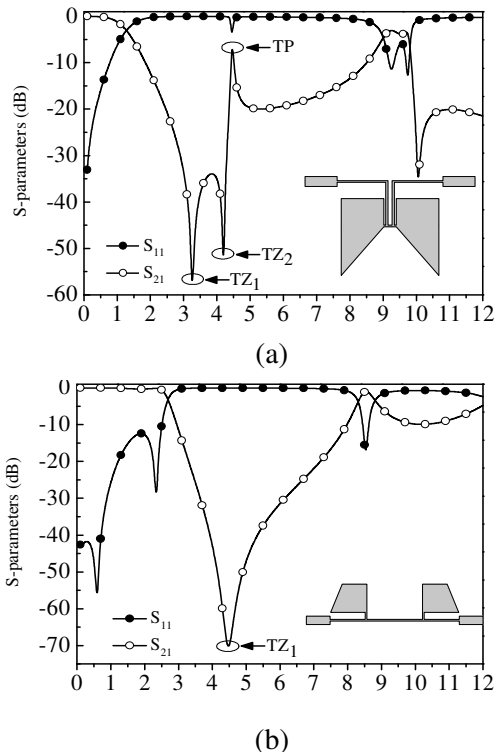 0
-10
-20
-30
-40
-50
-60
S-parameters (dB)
TP
S11
S21
TZ2
TZ1
0 1 2 3 4 5 6 7 8 9 10 11 12
(a)
0
-10
-20
-30
-40
-50
-60
-70
S-parameters (dB)
S11
S21
TZ1
0 1 2 3 4 5 6 7 8 9 10 11 12
(b)